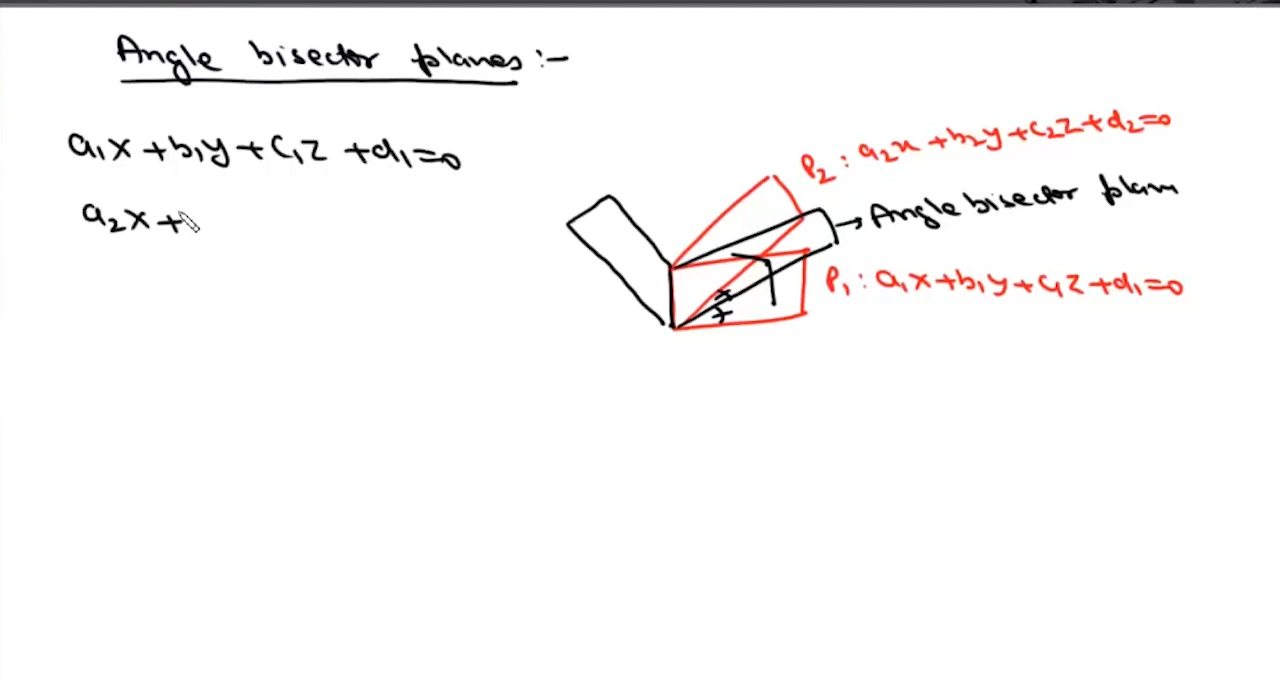 Angle bisector planes :-
a₁x + b₁y + c₁z + d₁ = 0
a₂x +
P₂ : a₂x + b₂y + c₂z + d₂ = 0
→ Angle bisector plan
P₁ : a₁x + b₁y + c₁z + d₁ = 0
x
x